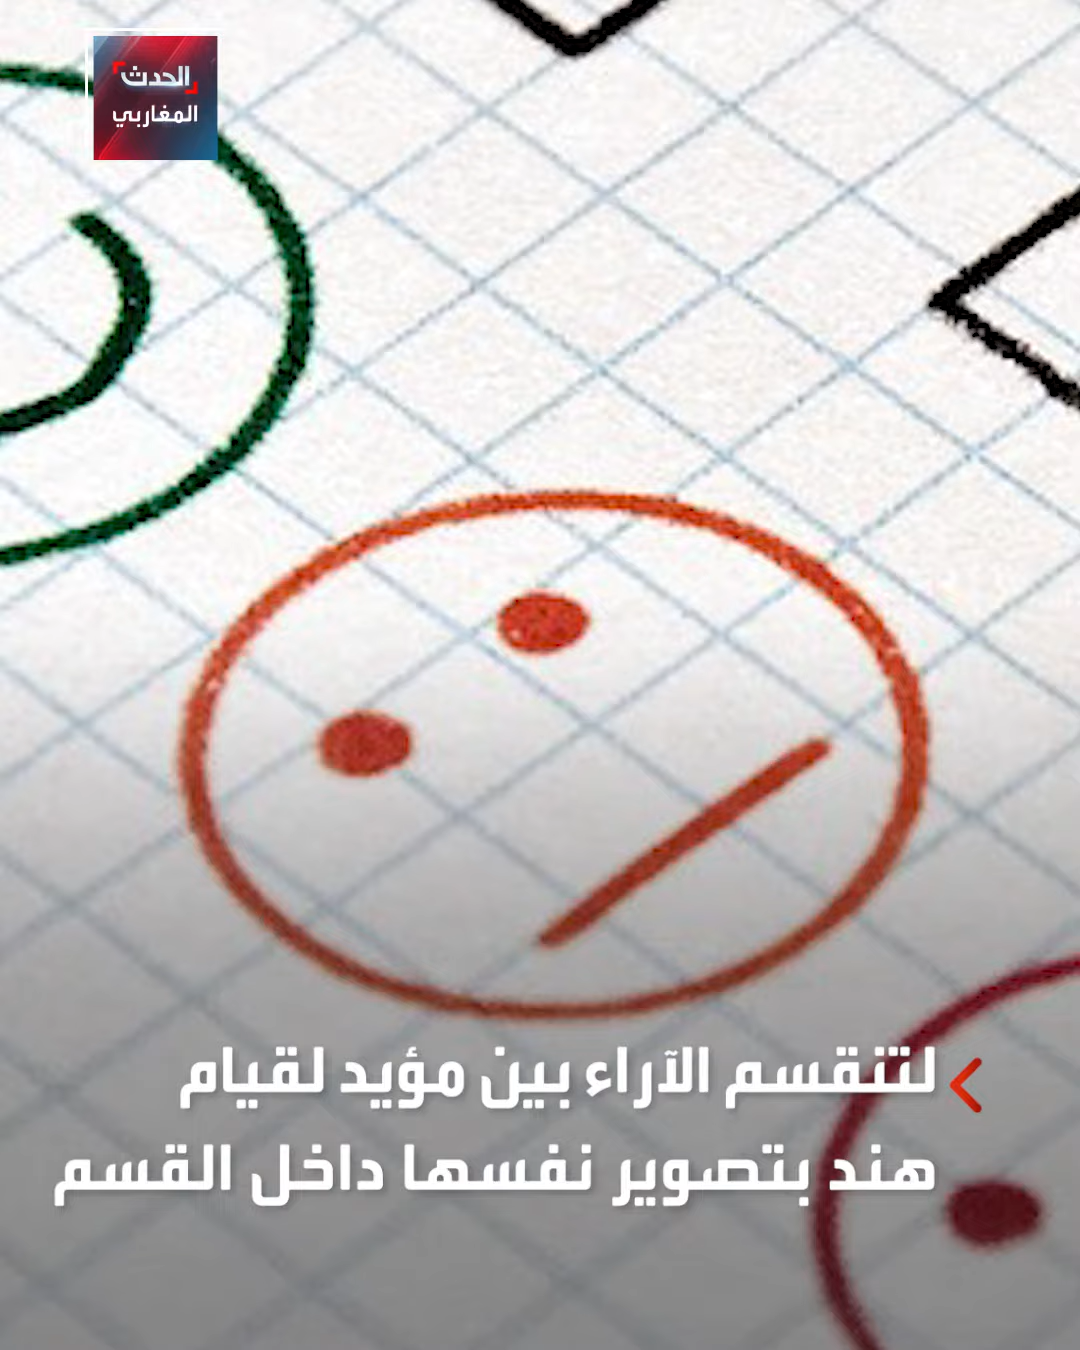 الحدث
المغاربي
لتنقسم الآراء بين مؤيد لقيام
هند بتصوير نفسها داخل القسم